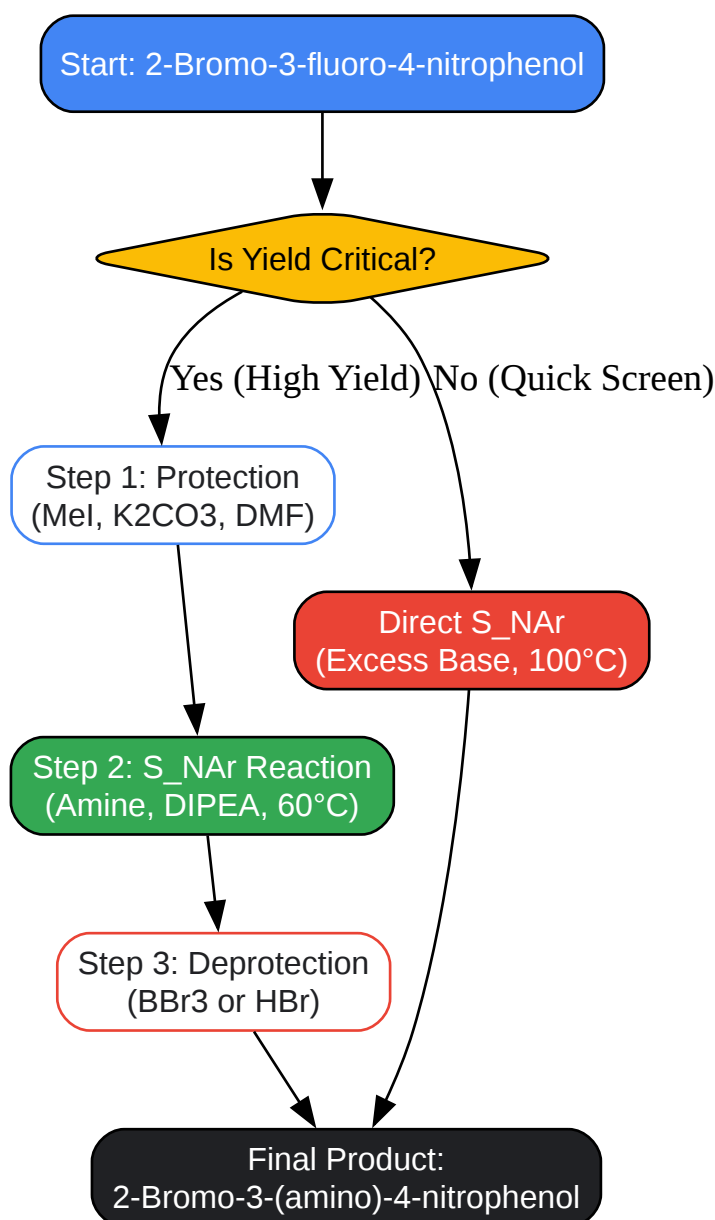 Start: 2-Bromo-3-fluoro-4-nitrophenol
Is Yield Critical?
Yes (High Yield)
No (Quick Screen)
Step 1: Protection
(MeI, K2CO3, DMF)
Direct S_NAr
(Excess Base, 100°C)
Step 2: S_NAr Reaction
(Amine, DIPEA, 60°C)
Step 3: Deprotection
(BBr3 or HBr)
Final Product:
2-Bromo-3-(amino)-4-nitrophenol